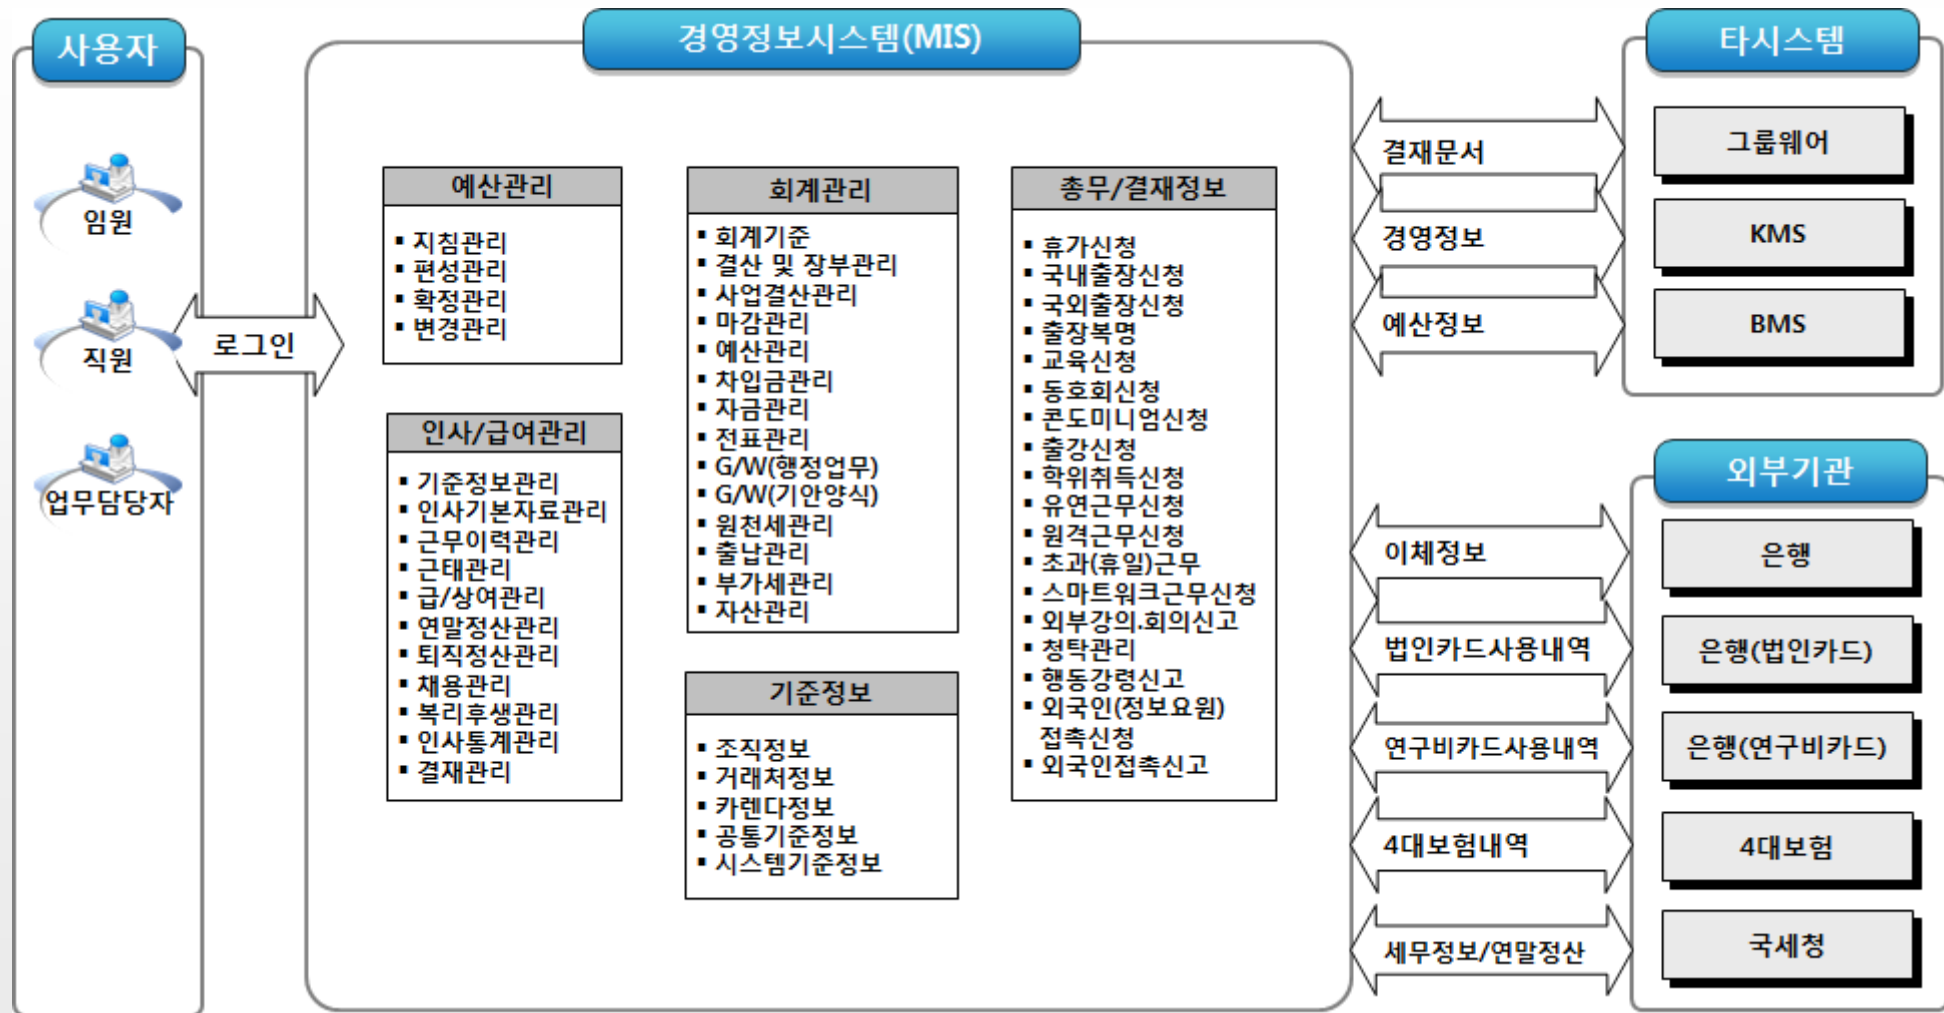 사용자
임원
직원
업무담당자
로그인
경영정보시스템(MIS)
예산관리
▪ 지침관리
▪ 편성관리
▪ 확정관리
▪ 변경관리
인사/급여관리
▪ 기준정보관리
▪ 인사기본자료관리
▪ 근무이력관리
▪ 근태관리
▪ 급/상여관리
▪ 연말정산관리
▪ 퇴직정산관리
▪ 채용관리
▪ 복리후생관리
▪ 인사통계관리
▪ 결재관리
회계관리
▪ 회계기준
▪ 결산 및 장부관리
▪ 사업결산관리
▪ 마감관리
▪ 예산관리
▪ 차입금관리
▪ 자금관리
▪ 전표관리
▪ G/W(행정업무)
▪ G/W(기안양식)
▪ 원천세관리
▪ 출납관리
▪ 부가세관리
▪ 자산관리
기준정보
▪ 조직정보
▪ 거래처정보
▪ 카렌다정보
▪ 공통기준정보
▪ 시스템기준정보
총무/결재정보
▪ 휴가신청
▪ 국내출장신청
▪ 국외출장신청
▪ 출장복명
▪ 교육신청
▪ 동호회신청
▪ 콘도미니엄신청
▪ 출강신청
▪ 학위취득신청
▪ 유연근무신청
▪ 원격근무신청
▪ 초과(휴일)근무
▪ 스마트워크근무신청
▪ 외부강의.회의신고
▪ 청탁관리
▪ 행동강령신고
▪ 외국인(정보요원)
접촉신청
▪ 외국인접촉신고
결재문서
경영정보
예산정보
타시스템
그룹웨어
KMS
BMS
이체정보
법인카드사용내역
연구비카드사용내역
4대보험내역
세무정보/연말정산
외부기관
은행
은행(법인카드)
은행(연구비카드)
4대보험
국세청